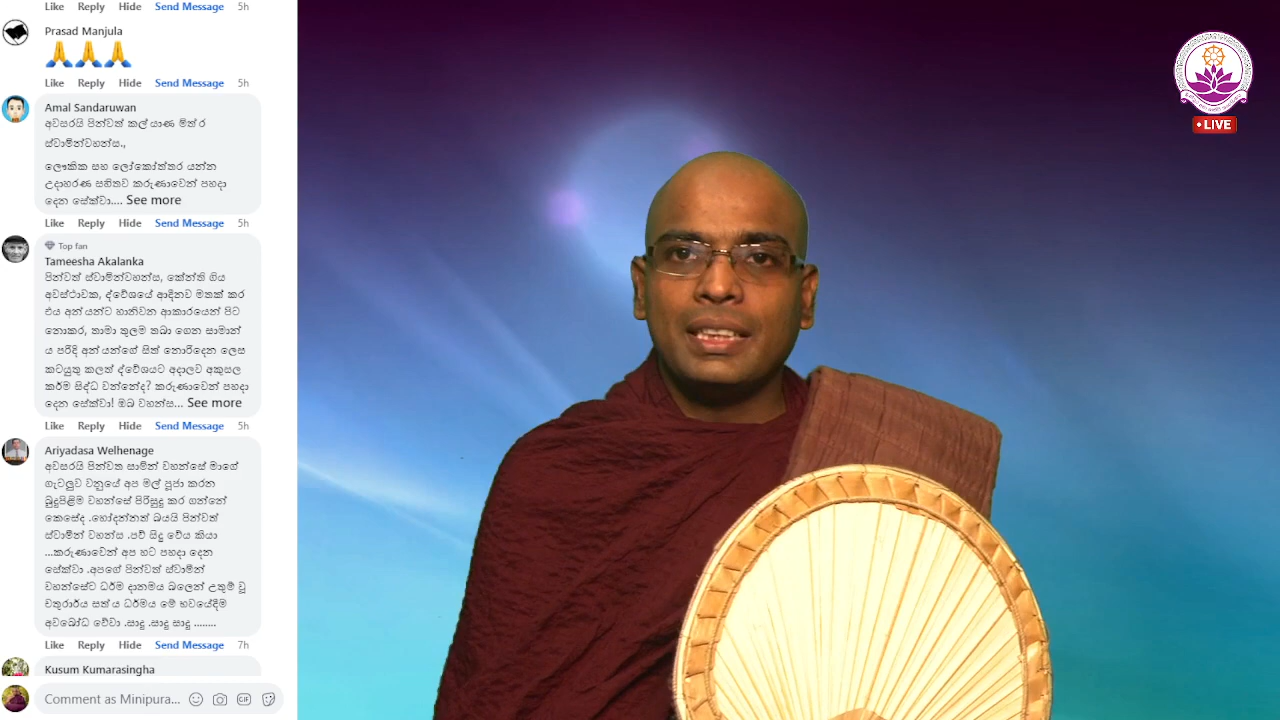 Like Reply Hide Send Message 5h
Prasad Manjula
🙏🙏🙏
Like Reply Hide Send Message 5h
Amal Sandaruwan
අවසරයි පින්වත් කල් යාණ මිත් ර
ස්වාමින්වහන්ස.,
ලෞකික සහ ලෝකෝත්තර යන්න
උදාහරණ සහිතව කරුණාවෙන් පහදා
දෙන සේක්වා.... See more
Like Reply Hide Send Message 5h
Top fan
Tameesha Akalanka
පින්වත් ස්වාමින්වහන්ස, කේන්ති ගිය
අවස්ථාවක, ද්වේශයේ ආදීනව මතක් කර
එය අන් යන්ට හානිවන ආකාරයෙන් පිට
නොකර, තාමා තුලම තබා ගෙන සාමාන්
ය පරිදි අන් යන්ගේ සිත් නොරිදෙන ලෙස
කටයුතු කලත් ද්වේශයට අදාලව අකුසල
කර්ම සිද්ධ වන්නේද? කරුණාවෙන් පහදා
දෙන සේක්වා! ඔබ වහන්ස... See more
Like Reply Hide Send Message 5h
Ariyadasa Welhenage
අවසරයි පින්වත සාමින් වහන්සේ මාගේ
ගැටලුව වනුයේ අප මල් පූජා කරන
බුදුපිළිම වහන්සේ පිරිසුදු කර ගන්නේ
කෙසේද .හෝදන්නත් බයයි පින්වත්
ස්වාමින් වහන්ස .පව් සිදු වේය කියා
...කරුණාවෙන් අප හට පහදා දෙන
සේක්වා .අපගේ පින්වත් ස්වාමින්
වහන්සේට ධර්ම දානමය බලෙන් උතුම් වූ
චතුරාර්ය සත් ය ධර්මය මේ භවයේදීම
අවබෝධ වේවා .සාදු .සාදු සාදු ........
Like Reply Hide Send Message 7h
Kusum Kumarasingha
Comment as Minipura...
GIF
• LIVE